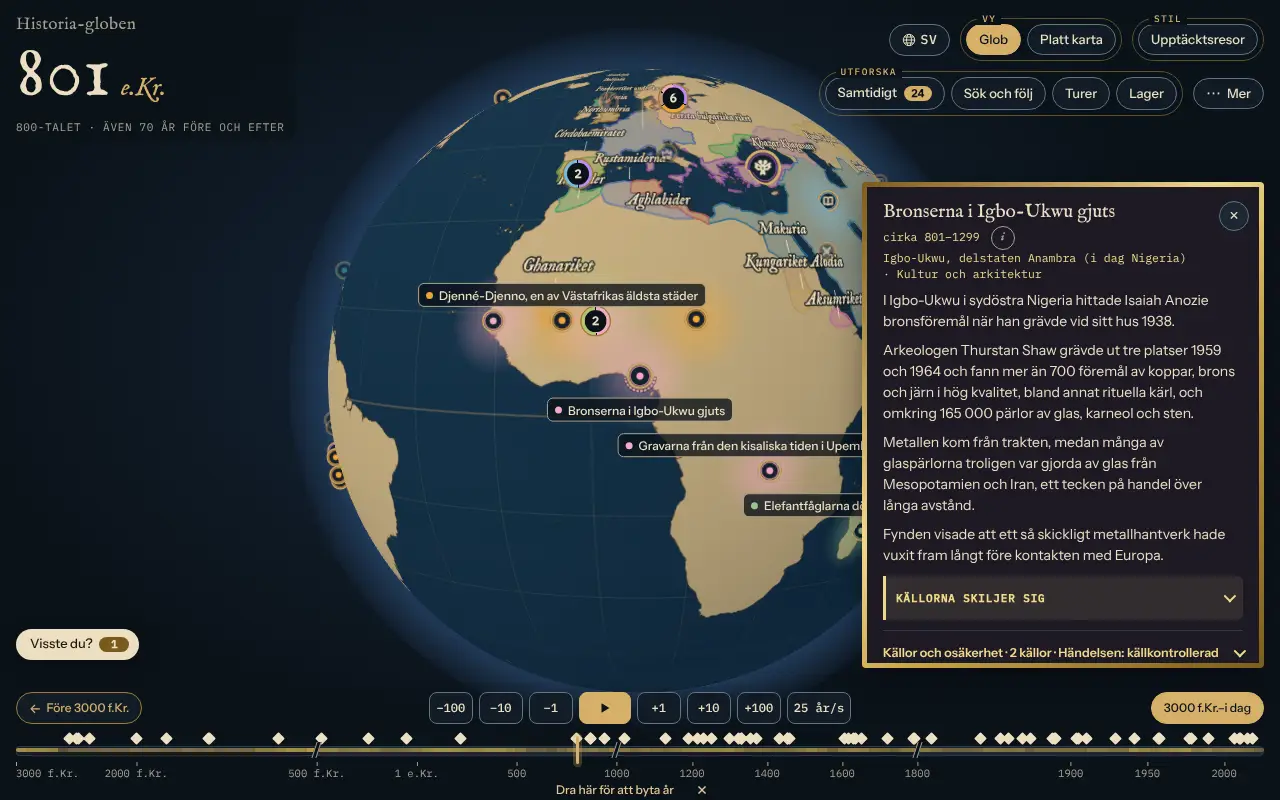 Historia-globen
801 e.Kr.
800-TALET · ÄVEN 70 ÅR FÖRE OCH EFTER
SV
VY
Glob
Platt karta
STIL
Upptäcktsresor
UTFORSKA
Samtidigt 24
Sök och följ
Turer
Lager
··· Mer
6
Northumbria
Córdobaemiratet
Rustamiderna
2
Aghlabider
Makuria
Kungariket Alodia
Aksumriket
Ghanariket
Djenné-Djenno, en av Västafrikas äldsta städer
2
Bronserna i Igbo-Ukwu gjuts
Gravarna från den kisaliska tiden i Upem
Elefantfåglarna dö
Bronserna i Igbo-Ukwu gjuts
×
cirka 801–1299 i
Igbo-Ukwu, delstaten Anambra (i dag Nigeria)
· Kultur och arkitektur
I Igbo-Ukwu i sydöstra Nigeria hittade Isaiah Anozie
bronsföremål när han grävde vid sitt hus 1938.
Arkeologen Thurstan Shaw grävde ut tre platser 1959
och 1964 och fann mer än 700 föremål av koppar, brons
och järn i hög kvalitet, bland annat rituella kärl, och
omkring 165 000 pärlor av glas, karneol och sten.
Metallen kom från trakten, medan många av
glaspärlorna troligen var gjorda av glas från
Mesopotamien och Iran, ett tecken på handel över
långa avstånd.
Fynden visade att ett så skickligt metallhantverk hade
vuxit fram långt före kontakten med Europa.
KÄLLORNA SKILJER SIG
Källor och osäkerhet · 2 källor · Händelsen: källkontrollerad
Visste du? 1
← Före 3000 f.Kr.
−100
−10
−1
+1
+10
+100
25 år/s
3000 f.Kr.–i dag
3000 f.Kr.
2000 f.Kr.
500 f.Kr.
1 e.Kr.
500
1000
1200
1400
1600
1800
1900
1950
2000
Dra här för att byta år ×